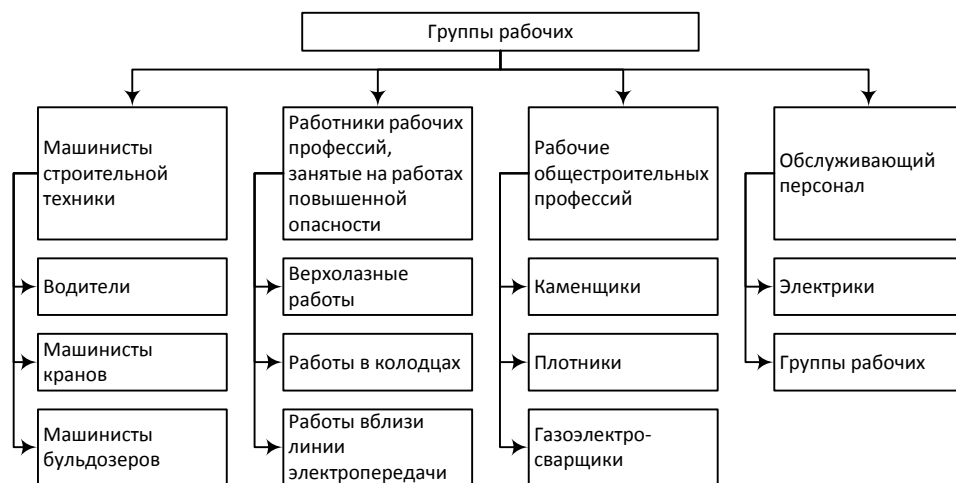 Группы рабочих
Машинисты
строительной
техники
Работники рабочих
профессий,
занятые на работах
повышенной
опасности
Рабочие
общестроительных
профессий
Обслуживающий
персонал
Водители
Верхолазные
работы
Каменщики
Электрики
Машинисты
кранов
Работы в колодцах
Плотники
Группы рабочих
Машинисты
бульдозеров
Работы вблизи
линии
электропередачи
Газоэлектро-
сварщики